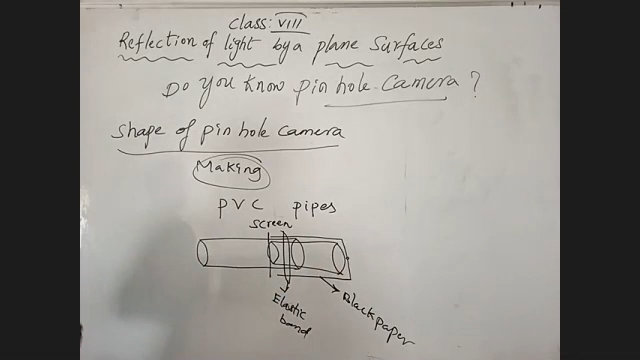 Class: VIII
Reflection of light by a plane Surfaces
Do you know pin hole camera?
Shape of pin hole camera
Making
PVC pipes
Screen
Elastic band
Black paper